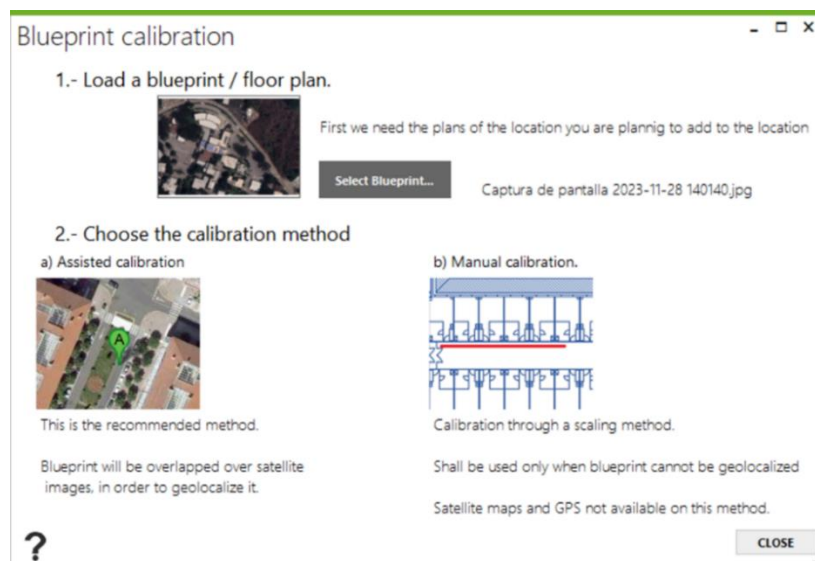 Blueprint calibration
1.- Load a blueprint / floor plan.
First we need the plans of the location you are plannig to add to the location
Select Blueprint...
Captura de pantalla 2023-11-28 140140.jpg
2.- Choose the calibration method
a) Assisted calibration
b) Manual calibration.
A
This is the recommended method.
Calibration through a scaling method.
Blueprint will be overlapped over satellite
images, in order to geolocalize it.
Shall be used only when blueprint cannot be geolocalized
Satellite maps and GPS not available on this method.
?
CLOSE